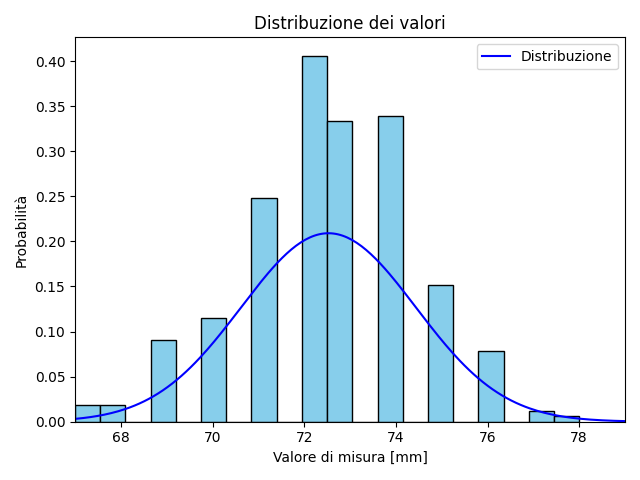 Distribuzione dei valori
Distribuzione
Probabilità
0.40
0.35
0.30
0.25
0.20
0.15
0.10
0.05
0.00
68 70 72 74 76 78
Valore di misura [mm]